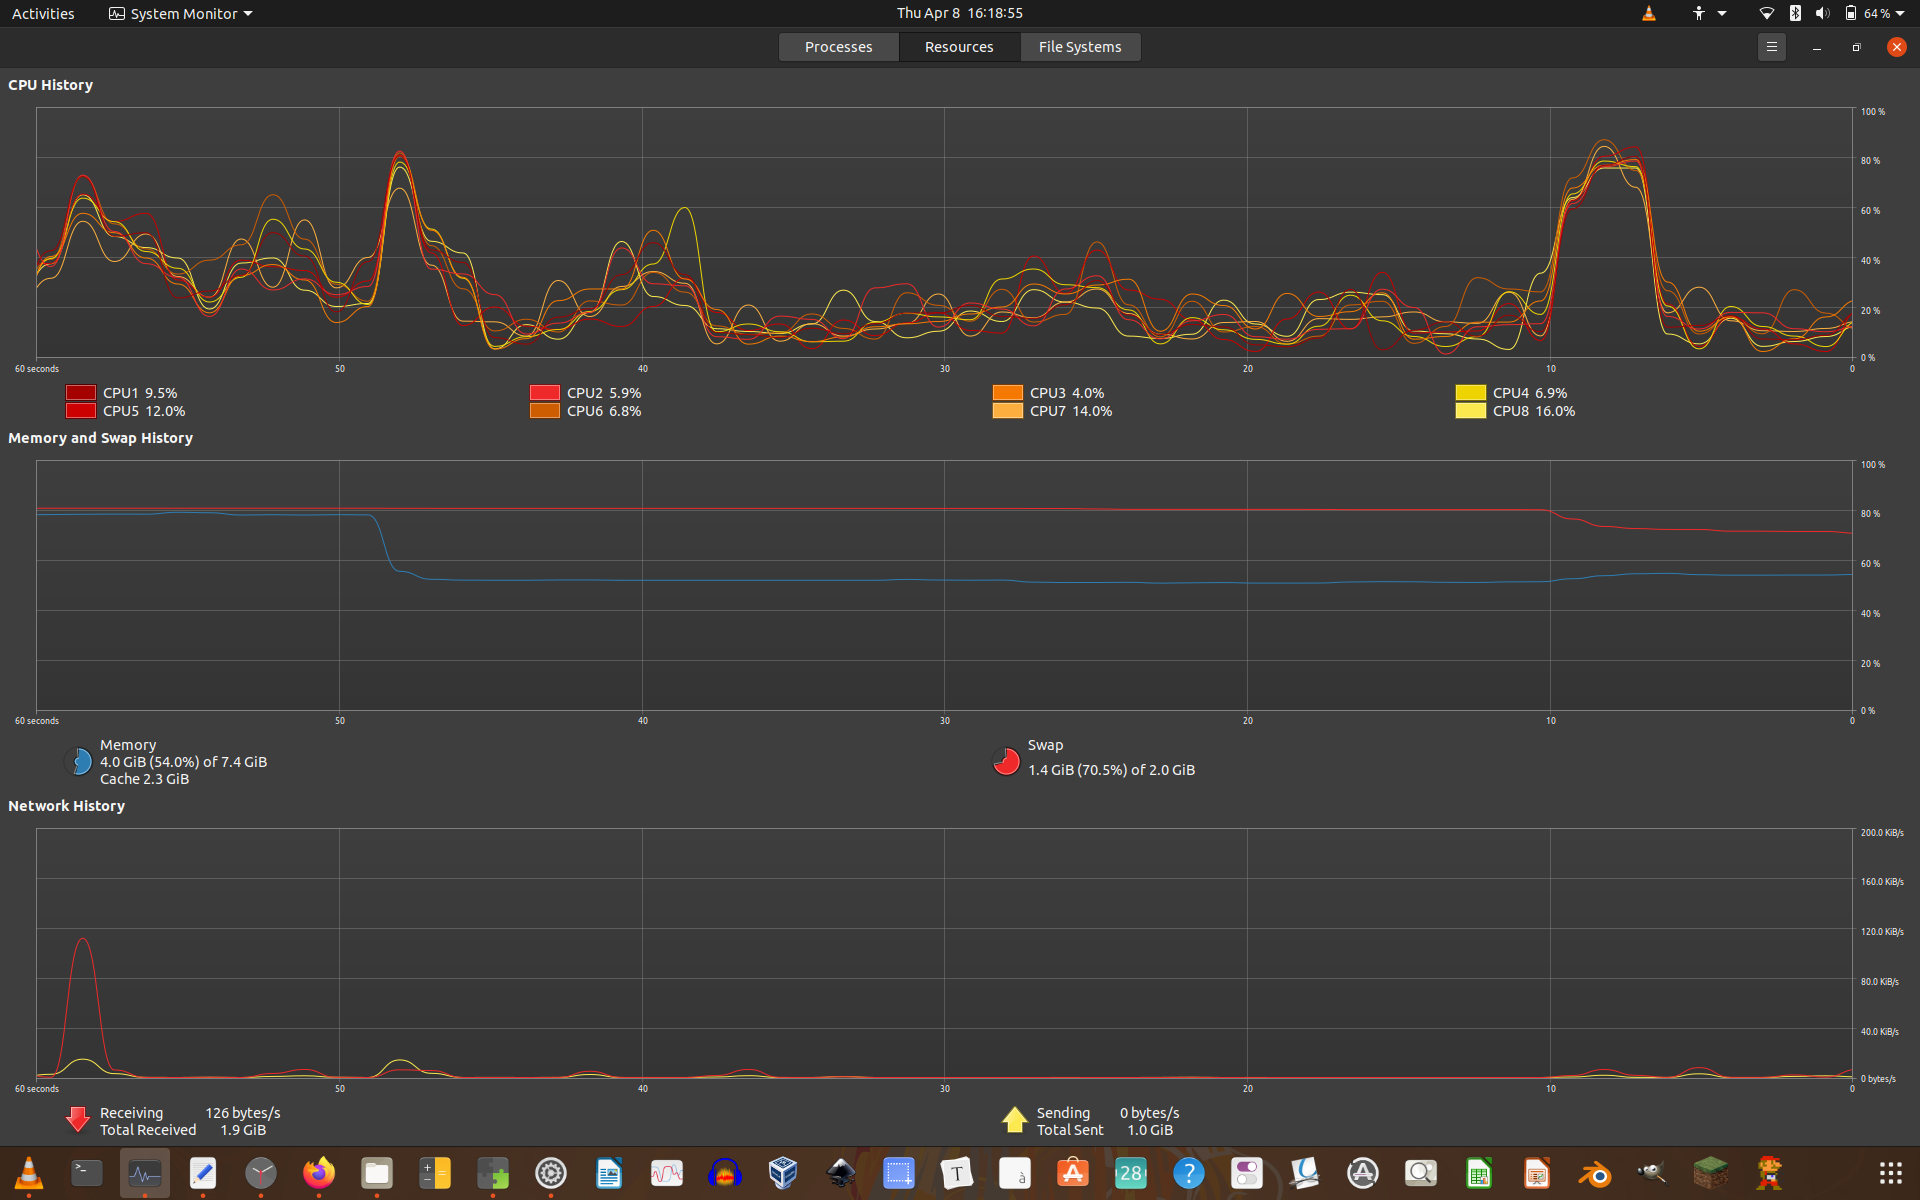 Activities System Monitor Thu Apr 8 16:18:55 64 %
Processes Resources File Systems
CPU History
100 %
80 %
60 %
40 %
20 %
0 %
60 seconds 50 40 30 20 10 0
CPU1 9.5% CPU2 5.9% CPU3 4.0% CPU4 6.9%
CPU5 12.0% CPU6 6.8% CPU7 14.0% CPU8 16.0%
Memory and Swap History
100 %
80 %
60 %
40 %
20 %
0 %
60 seconds 50 40 30 20 10 0
Memory Swap
4.0 GiB (54.0%) of 7.4 GiB 1.4 GiB (70.5%) of 2.0 GiB
Cache 2.3 GiB
Network History
200.0 KiB/s
160.0 KiB/s
120.0 KiB/s
80.0 KiB/s
40.0 KiB/s
0 bytes/s
60 seconds 50 40 30 20 10 0
Receiving 126 bytes/s Sending 0 bytes/s
Total Received 1.9 GiB Total Sent 1.0 GiB
>_ T à A 28 ?